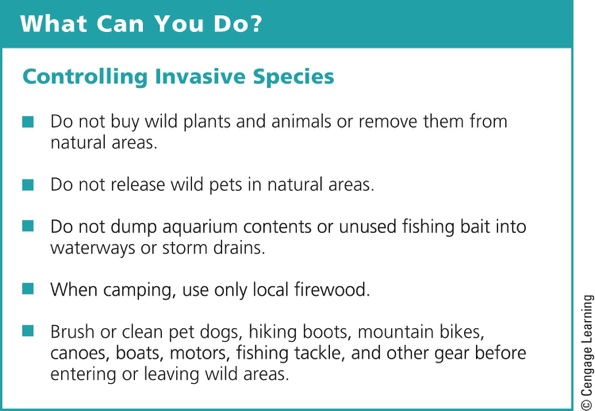 What Can You Do?
Controlling Invasive Species
■ Do not buy wild plants and animals or remove them from
natural areas.
■ Do not release wild pets in natural areas.
■ Do not dump aquarium contents or unused fishing bait into
waterways or storm drains.
■ When camping, use only local firewood.
■ Brush or clean pet dogs, hiking boots, mountain bikes,
canoes, boats, motors, fishing tackle, and other gear before
entering or leaving wild areas.
© Cengage Learning